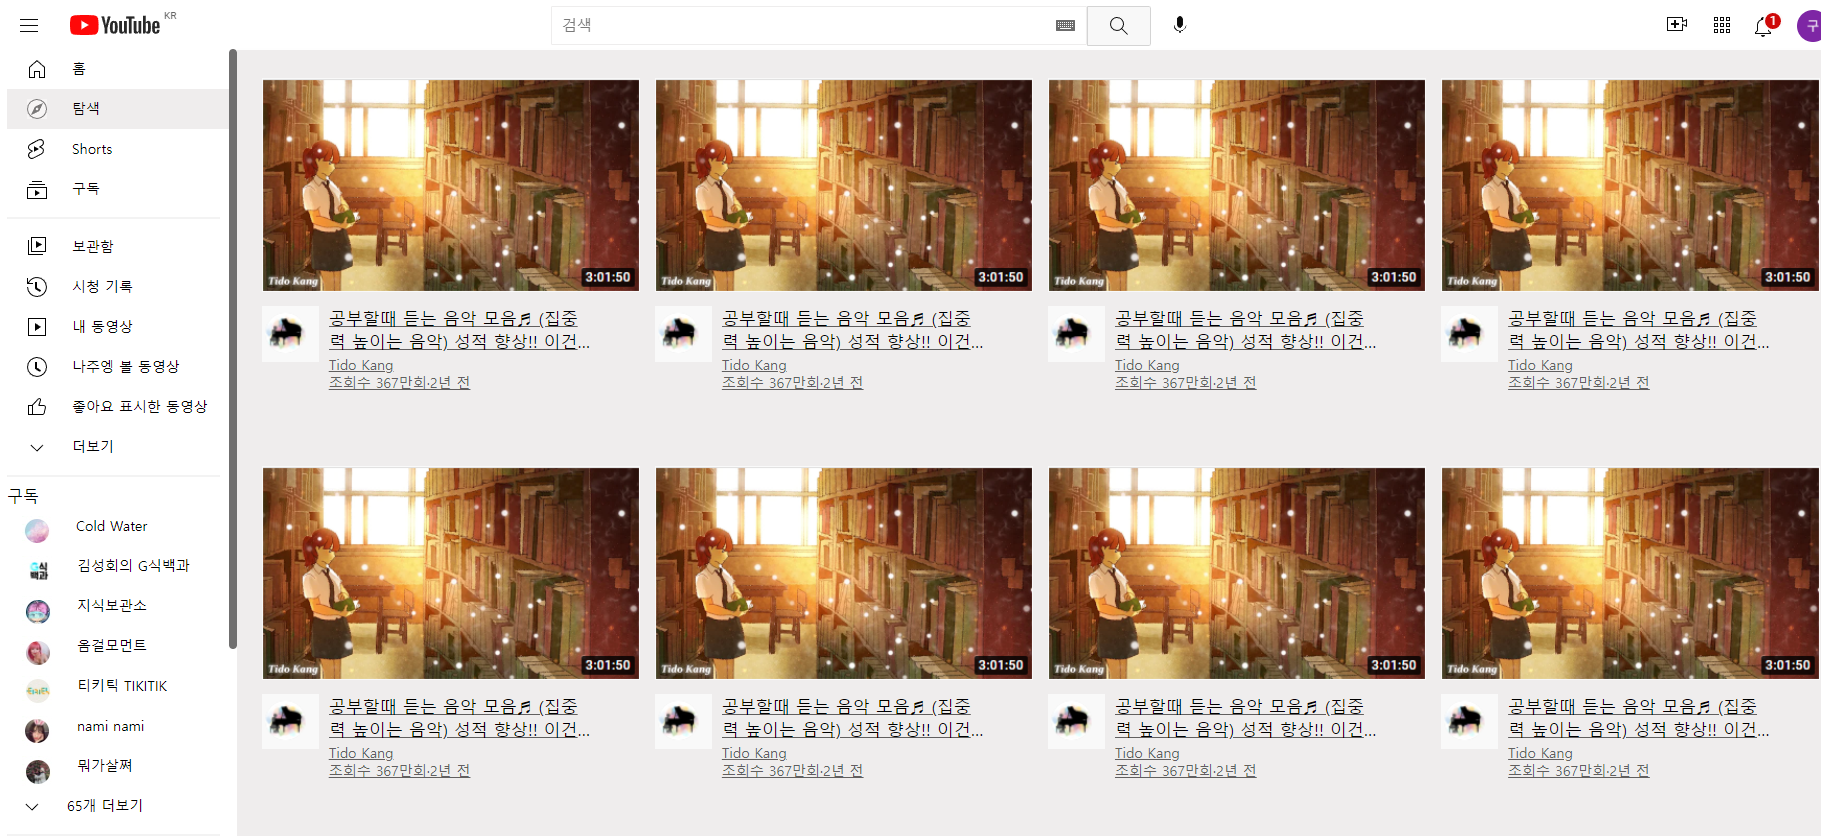 YouTube KR
검색
1
구
홈
탐색
Shorts
구독
보관함
시청 기록
내 동영상
나주엥 볼 동영상
좋아요 표시한 동영상
더보기
구독
Cold Water
G식
백과
김성회의 G식백과
지식보관소
음걸모먼트
티키틱 TIKITIK
nami nami
뭐가살쪄
65개 더보기
Tido Kang
3:01:50
공부할때 듣는 음악 모음♬ (집중
력 높이는 음악) 성적 향상!! 이건...
Tido Kang
조회수 367만회·2년 전
Tido Kang
3:01:50
공부할때 듣는 음악 모음♬ (집중
력 높이는 음악) 성적 향상!! 이건...
Tido Kang
조회수 367만회·2년 전
Tido Kang
3:01:50
공부할때 듣는 음악 모음♬ (집중
력 높이는 음악) 성적 향상!! 이건...
Tido Kang
조회수 367만회·2년 전
Tido Kang
3:01:50
공부할때 듣는 음악 모음♬ (집중
력 높이는 음악) 성적 향상!! 이건...
Tido Kang
조회수 367만회·2년 전
Tido Kang
3:01:50
공부할때 듣는 음악 모음♬ (집중
력 높이는 음악) 성적 향상!! 이건...
Tido Kang
조회수 367만회·2년 전
Tido Kang
3:01:50
공부할때 듣는 음악 모음♬ (집중
력 높이는 음악) 성적 향상!! 이건...
Tido Kang
조회수 367만회·2년 전
Tido Kang
3:01:50
공부할때 듣는 음악 모음♬ (집중
력 높이는 음악) 성적 향상!! 이건...
Tido Kang
조회수 367만회·2년 전
Tido Kang
3:01:50
공부할때 듣는 음악 모음♬ (집중
력 높이는 음악) 성적 향상!! 이건...
Tido Kang
조회수 367만회·2년 전